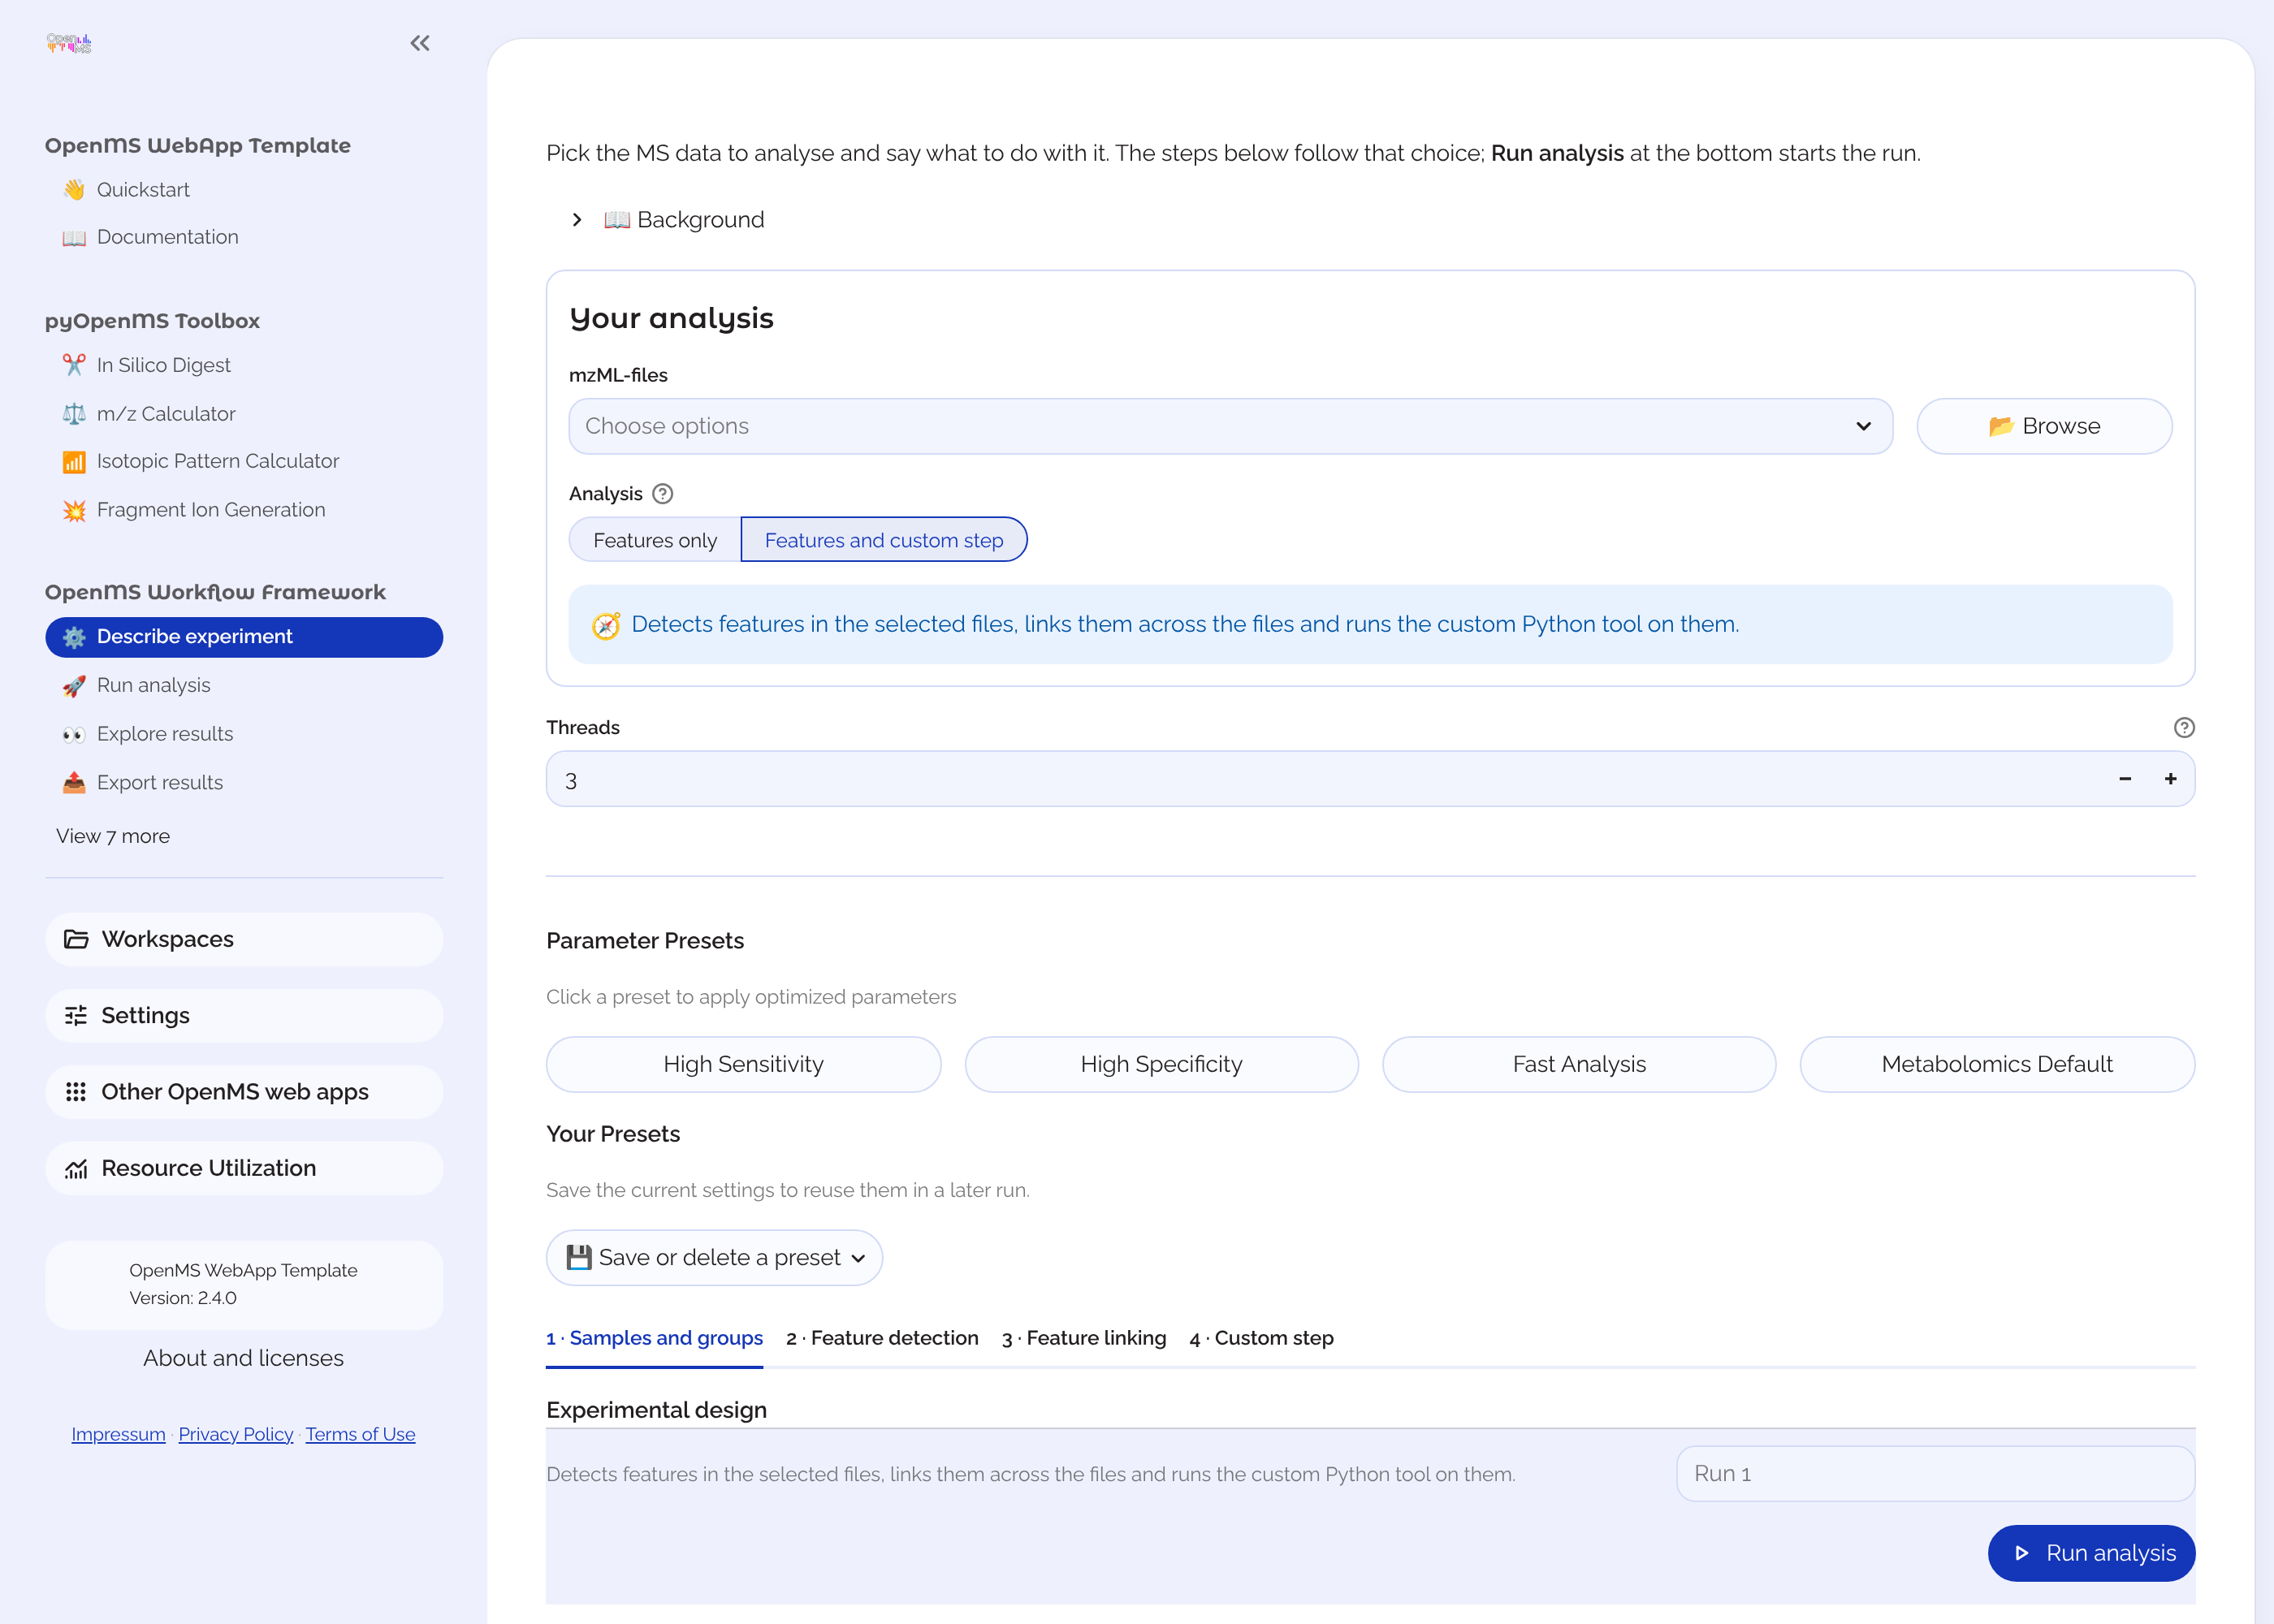 OpenMS
OpenMS WebApp Template
Quickstart
Documentation
pyOpenMS Toolbox
In Silico Digest
m/z Calculator
Isotopic Pattern Calculator
Fragment Ion Generation
OpenMS Workflow Framework
Describe experiment
Run analysis
Explore results
Export results
View 7 more
Workspaces
Settings
Other OpenMS web apps
Resource Utilization
OpenMS WebApp Template
Version: 2.4.0
About and licenses
Impressum · Privacy Policy · Terms of Use
Pick the MS data to analyse and say what to do with it. The steps below follow that choice; Run analysis at the bottom starts the run.
Background
Your analysis
mzML-files
Choose options
Browse
Analysis
Features only
Features and custom step
Detects features in the selected files, links them across the files and runs the custom Python tool on them.
Threads
3
Parameter Presets
Click a preset to apply optimized parameters
High Sensitivity
High Specificity
Fast Analysis
Metabolomics Default
Your Presets
Save the current settings to reuse them in a later run.
Save or delete a preset
1 · Samples and groups
2 · Feature detection
3 · Feature linking
4 · Custom step
Experimental design
Detects features in the selected files, links them across the files and runs the custom Python tool on them.
Run 1
Run analysis